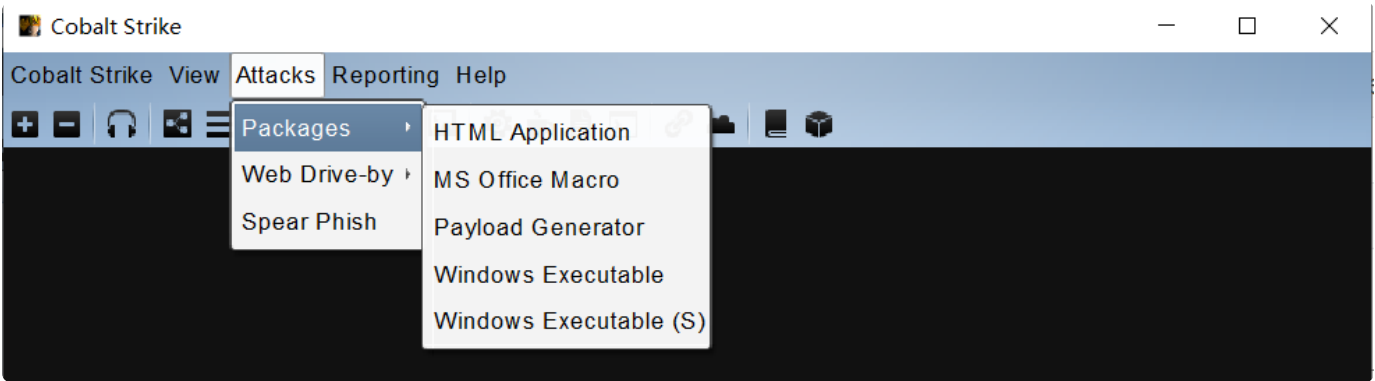 Cobalt Strike
Cobalt Strike View Attacks Reporting Help
Packages
Web Drive-by
Spear Phish
HTML Application
MS Office Macro
Payload Generator
Windows Executable
Windows Executable (S)